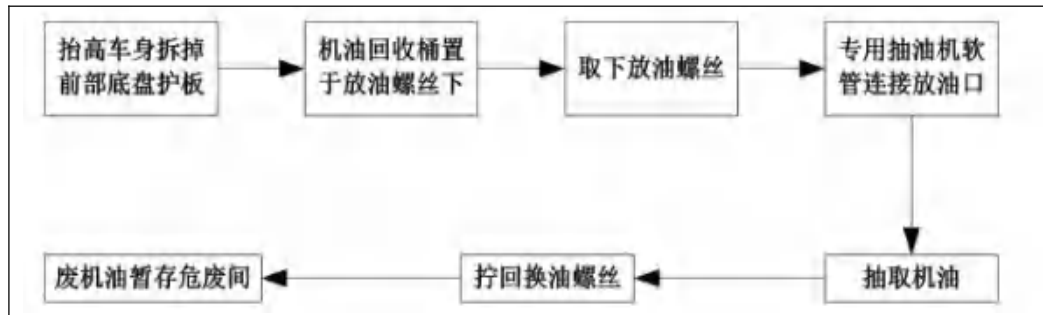 抬高车身拆掉
前部底盘护板
机油回收桶置
于放油螺丝下
取下放油螺丝
专用抽油机软
管连接放油口
抽取机油
拧回换油螺丝
废机油暂存危废间